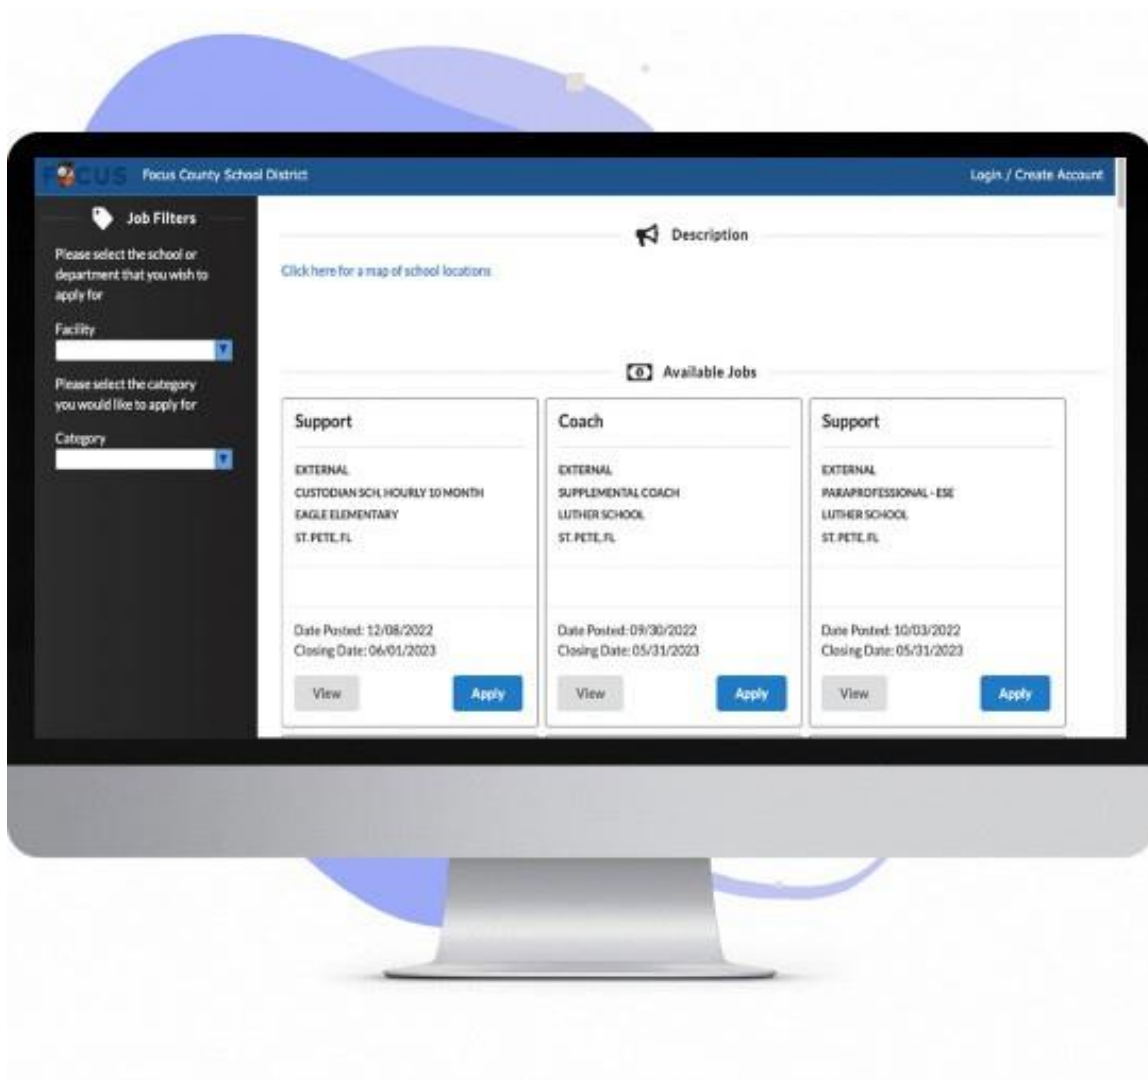 FOCUS Focus County School District
Login / Create Account
Job Filters
Please select the school or
department that you wish to
apply for
Facility
Please select the category
you would like to apply for
Category
Description
Click here for a map of school locations
Available Jobs
Support
EXTERNAL
CUSTODIAN SCH, HOURLY 10 MONTH
EAGLE ELEMENTARY
ST. PETE, FL
Date Posted: 12/08/2022
Closing Date: 06/01/2023
View
Apply
Coach
EXTERNAL
SUPPLEMENTAL COACH
LUTHER SCHOOL
ST. PETE, FL
Date Posted: 09/30/2022
Closing Date: 05/31/2023
View
Apply
Support
EXTERNAL
PARAPROFESSIONAL - ESE
LUTHER SCHOOL
ST. PETE, FL
Date Posted: 10/03/2022
Closing Date: 05/31/2023
View
Apply